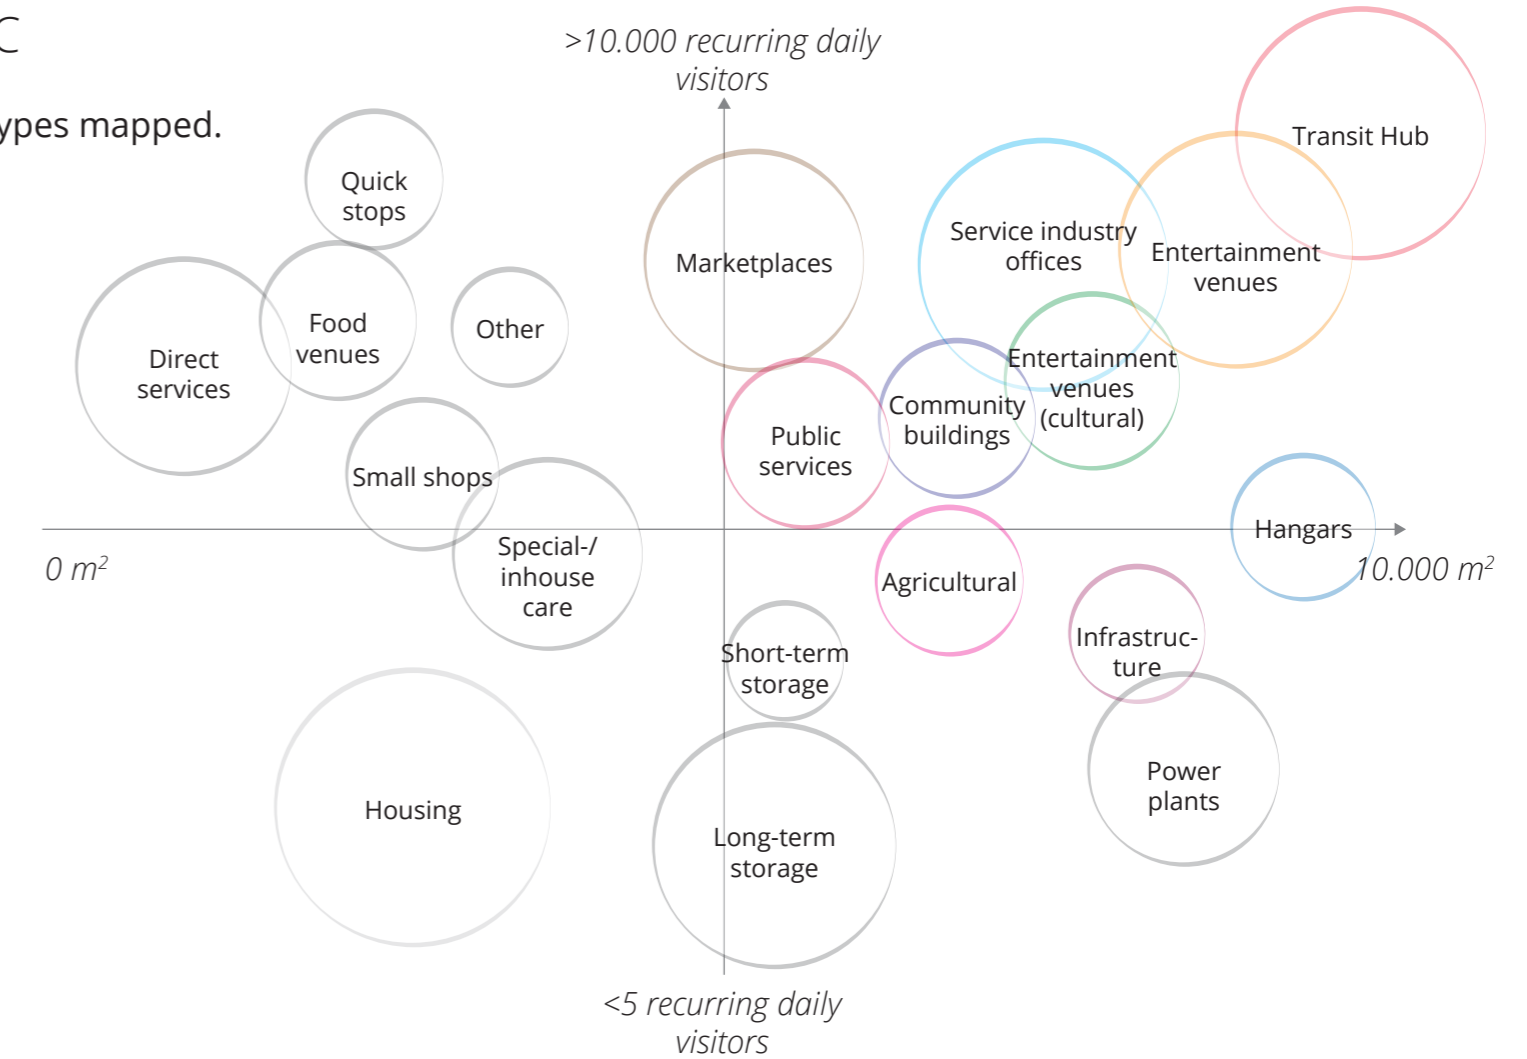 C
ypes mapped.
>10.000 recurring daily
visitors
Quick
stops
Transit Hub
Marketplaces
Service industry
offices
Entertainment
venues
Food
venues
Other
Direct
services
Entertainment
venues
(cultural)
Community
buildings
Public
services
Small shops
Hangars
0 m²
10.000 m²
Special-/
inhouse
care
Agricultural
Short-term
storage
Infrastruc-
ture
Housing
Power
plants
Long-term
storage
<5 recurring daily
visitors